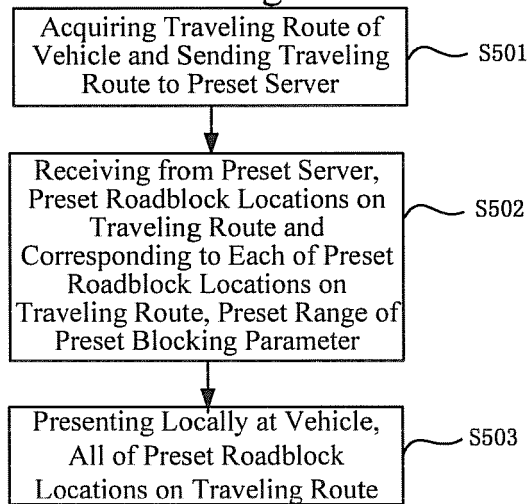 Acquiring Traveling Route of
Vehicle and Sending Traveling
Route to Preset Server
S501
Receiving from Preset Server,
Preset Roadblock Locations on
Traveling Route and
Corresponding to Each of Preset
Roadblock Locations on
Traveling Route, Preset Range of
Preset Blocking Parameter
S502
Presenting Locally at Vehicle,
All of Preset Roadblock
Locations on Traveling Route
S503